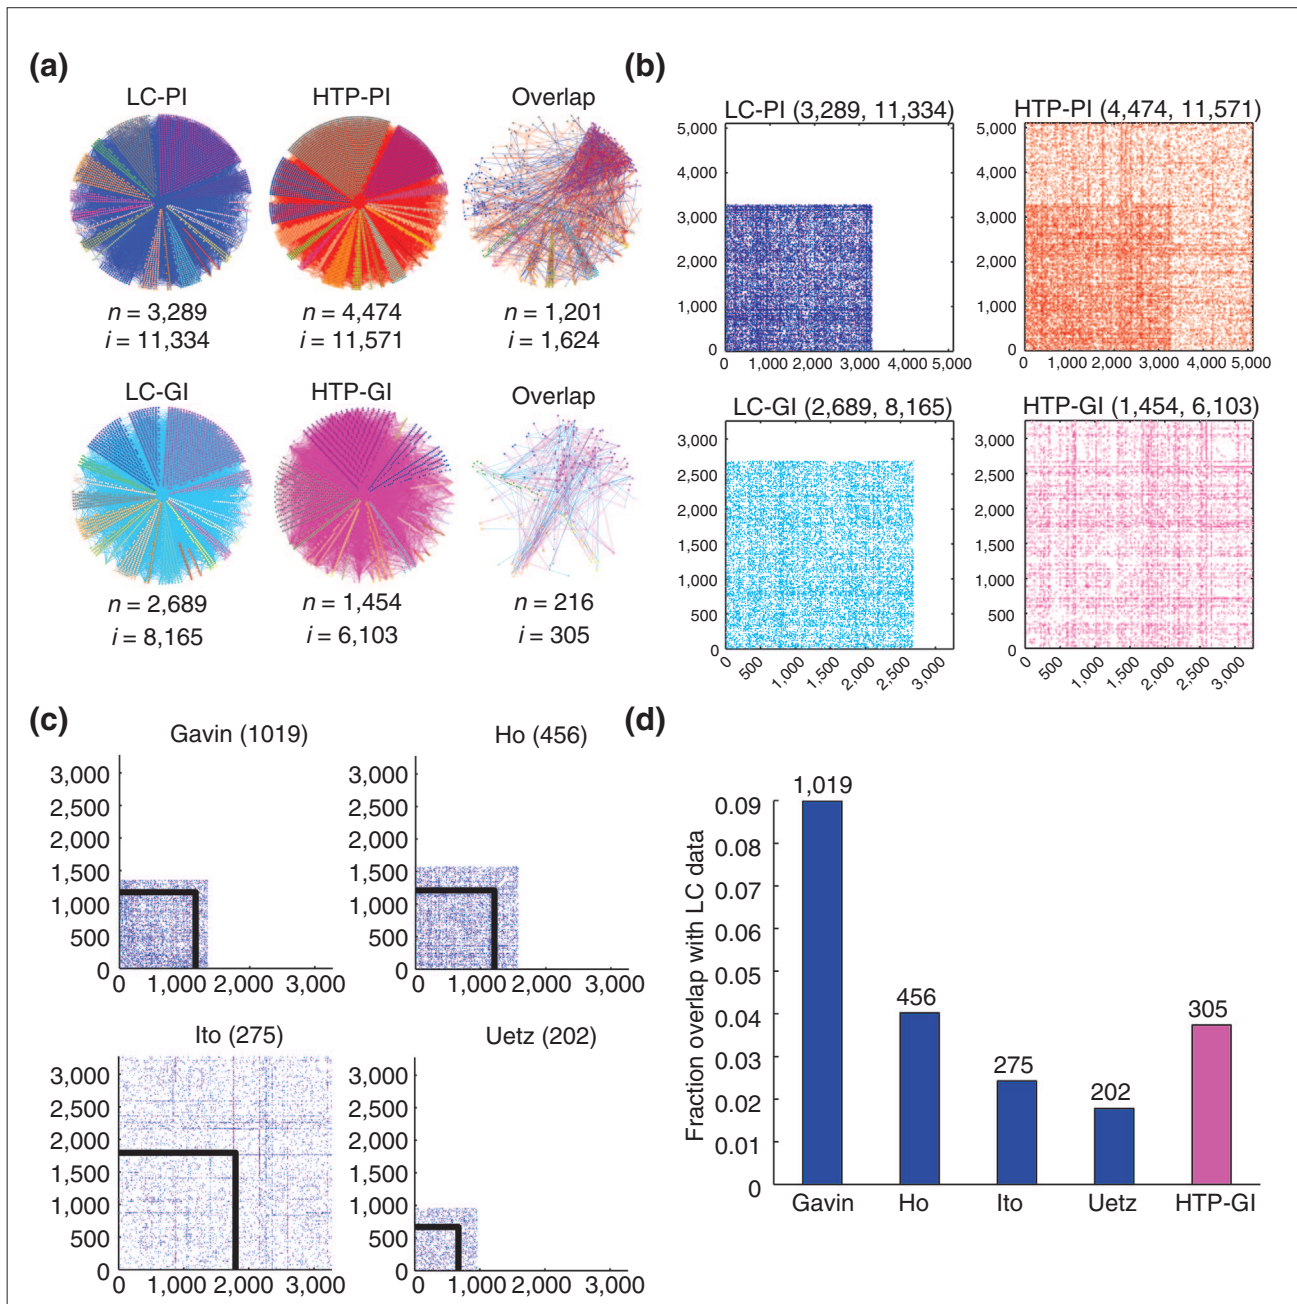 (a)
LC-PI HTP-PI Overlap
n = 3,289 n = 4,474 n = 1,201
i = 11,334 i = 11,571 i = 1,624
LC-GI HTP-GI Overlap
n = 2,689 n = 1,454 n = 216
i = 8,165 i = 6,103 i = 305
(b)
LC-PI (3,289, 11,334)
5,000
4,000
3,000
2,000
1,000
0
1,000 2,000 3,000 4,000 5,000
HTP-PI (4,474, 11,571)
5,000
4,000
3,000
2,000
1,000
0
1,000 2,000 3,000 4,000 5,000
LC-GI (2,689, 8,165)
3,000
2,500
2,000
1,500
1,000
500
0
0 500 1,000 1,500 2,000 2,500 3,000
HTP-GI (1,454, 6,103)
3,000
2,500
2,000
1,500
1,000
500
0
0 500 1,000 1,500 2,000 2,500 3,000
(c)
Gavin (1019)
3,000
2,500
2,000
1,500
1,000
500
0
0 1,000 2,000 3,000
Ho (456)
3,000
2,500
2,000
1,500
1,000
500
0
0 1,000 2,000 3,000
Ito (275)
3,000
2,500
2,000
1,500
1,000
500
0
0 1,000 2,000 3,000
Uetz (202)
3,000
2,500
2,000
1,500
1,000
500
0
0 1,000 2,000 3,000
(d)
Fraction overlap with LC data
0.09
0.08
0.07
0.06
0.05
0.04
0.03
0.02
0.01
0
1,019
456
275
202
305
Gavin Ho Ito Uetz HTP-GI